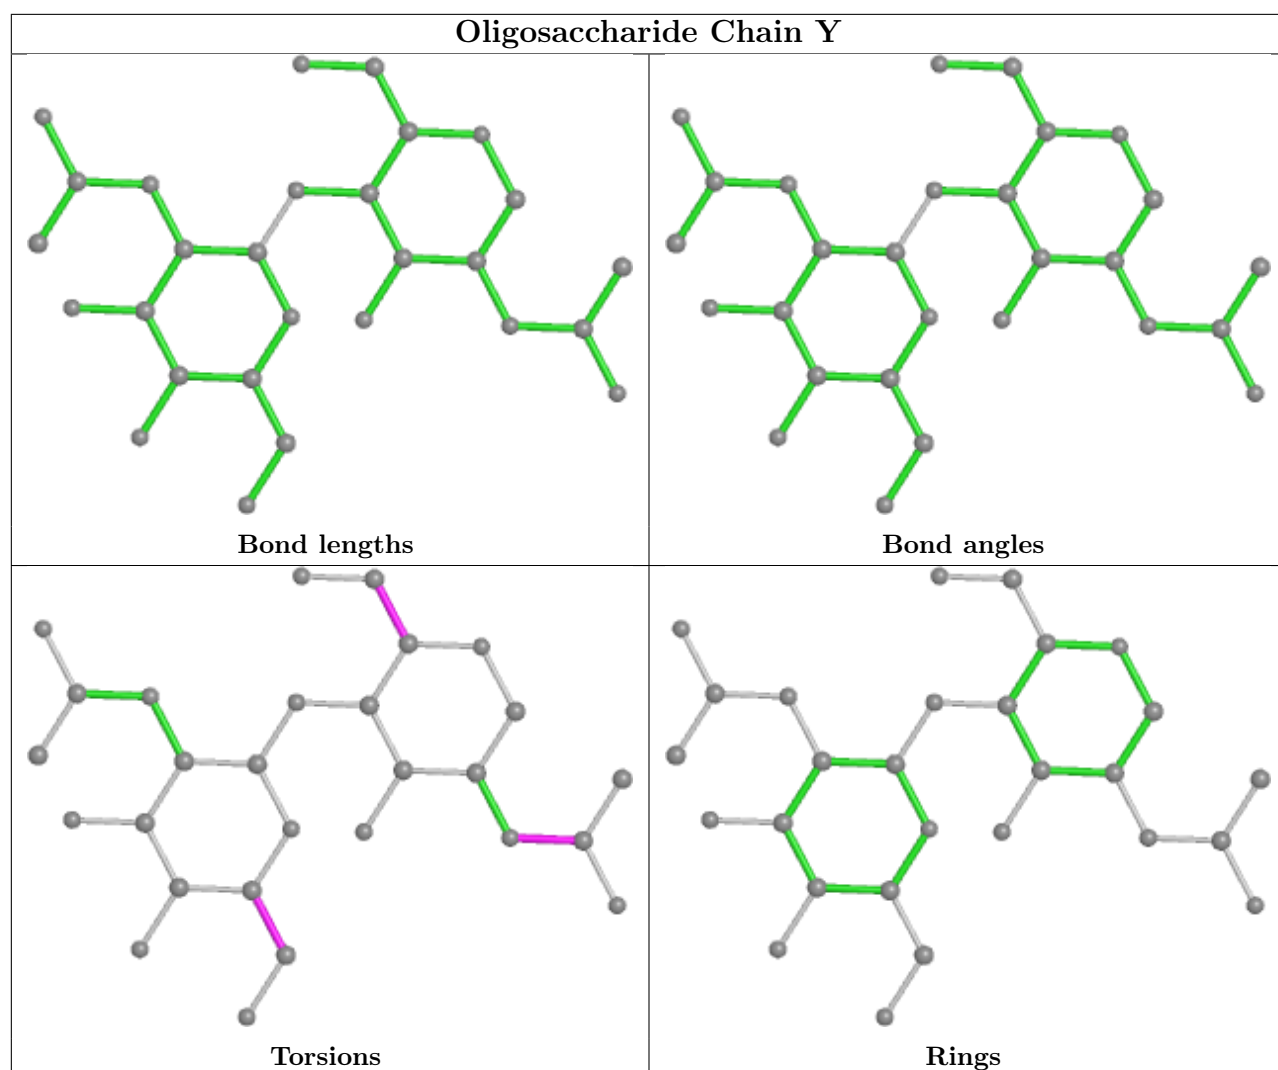 Oligosaccharide Chain Y
Bond lengths
Bond angles
Torsions
Rings